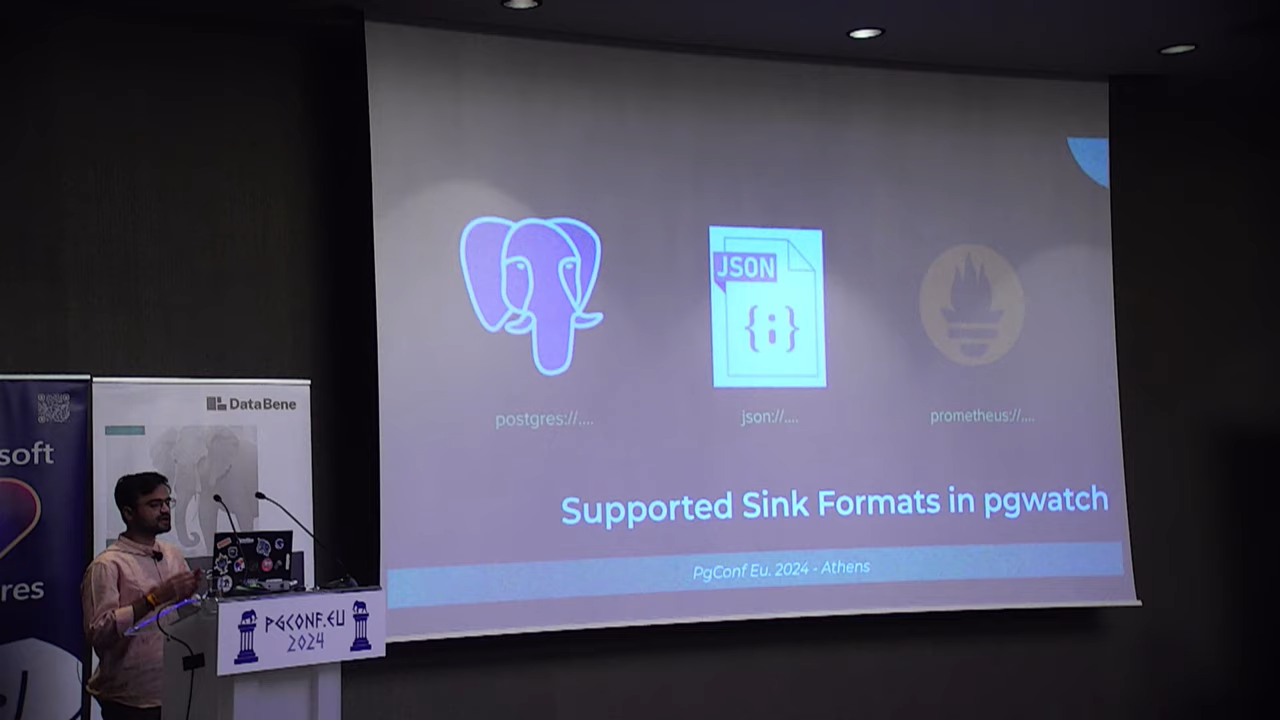 JSON
{;}
postgres://....
json://....
prometheus://....
Supported Sink Formats in pgwatch
PgConf Eu. 2024 - Athens
DataBene
soft
res
PGCONF.EU
2024